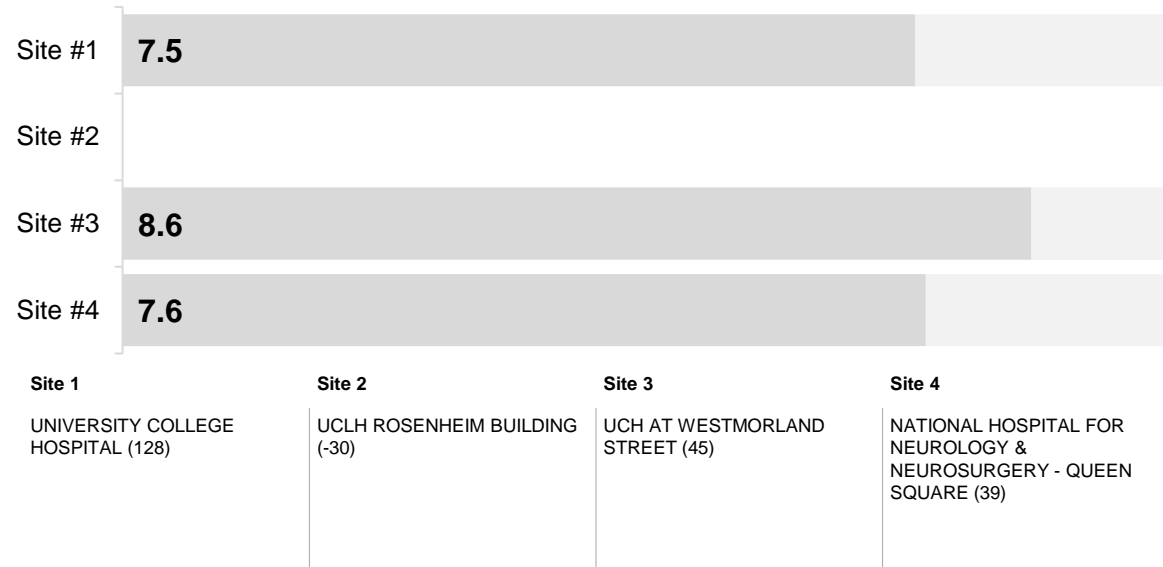 Site #1
7.5
Site #2
Site #3
8.6
Site #4
7.6
Site 1
UNIVERSITY COLLEGE
HOSPITAL (128)
Site 2
UCLH ROSENHEIM BUILDING
(-30)
Site 3
UCH AT WESTMORLAND
STREET (45)
Site 4
NATIONAL HOSPITAL FOR
NEUROLOGY &
NEUROSURGERY - QUEEN
SQUARE (39)